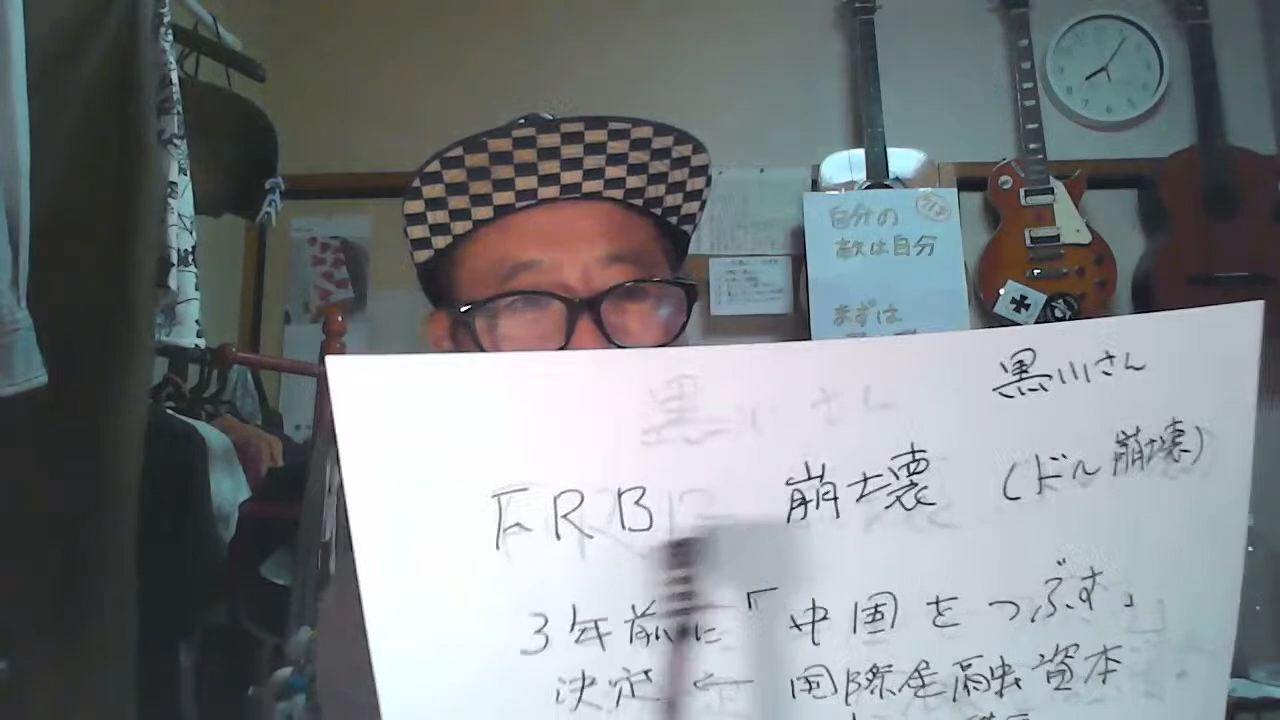 自分の
敵は自分
まずは
黒川さん
FRB 崩壊 (ドル崩壊)
3年前に「中国をつぶす」
決定 ← 国際金融資本